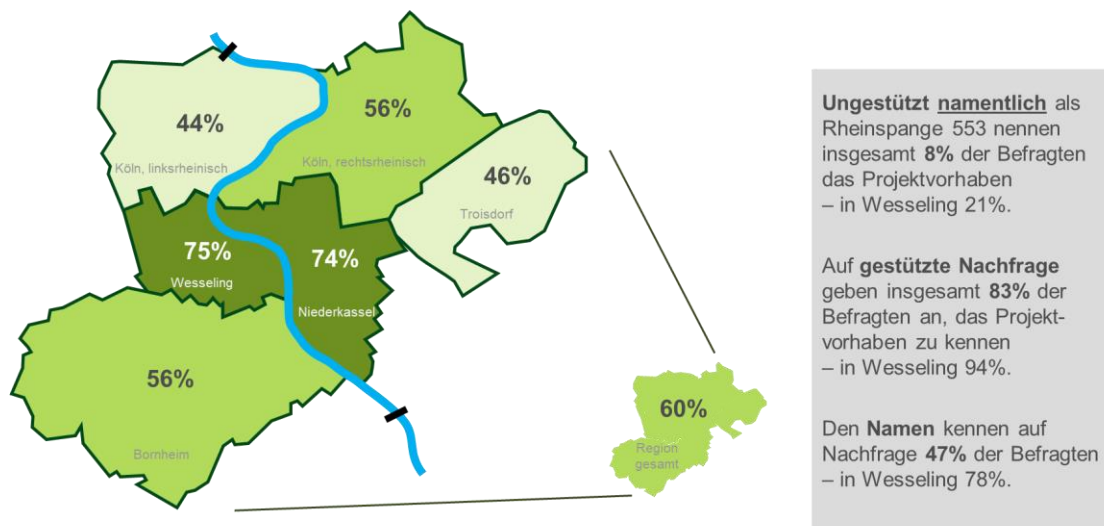 44%
Köln, linksrheinisch
56%
Köln, rechtsrheinisch
46%
Troisdorf
75%
Wesseling
74%
Niederkassel
56%
Bornheim
60%
Region
gesamt
Ungestützt namentlich als
Rheinspange 553 nennen
insgesamt 8% der Befragten
das Projektvorhaben
– in Wesseling 21%.
Auf gestützte Nachfrage
geben insgesamt 83% der
Befragten an, das Projekt-
vorhaben zu kennen
– in Wesseling 94%.
Den Namen kennen auf
Nachfrage 47% der Befragten
– in Wesseling 78%.